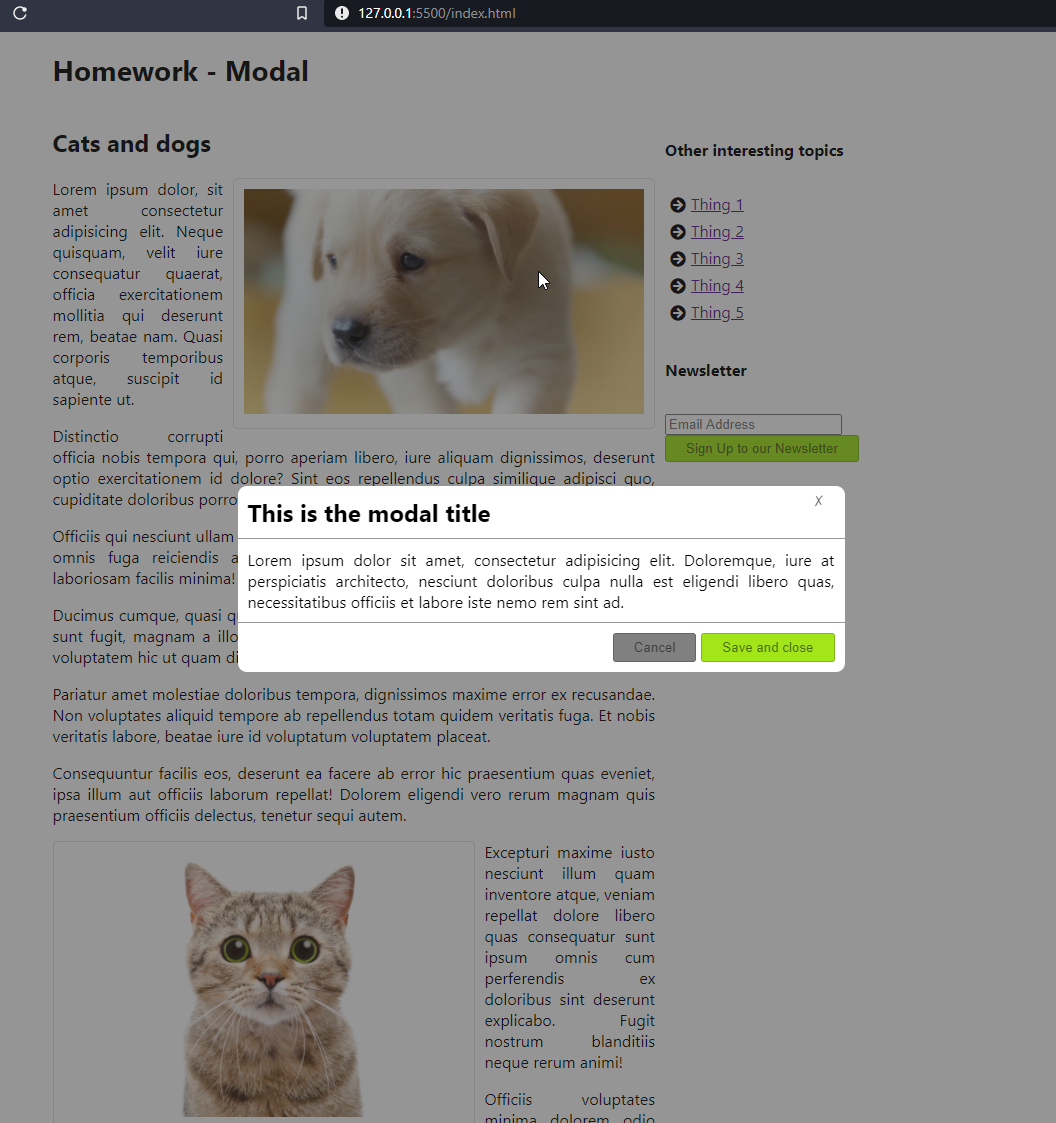 127.0.0.1:5500/index.html
Homework - Modal
Cats and dogs
Lorem ipsum dolor, sit
amet consectetur
adipisicing elit. Neque
quisquam, velit iure
consequatur quaerat,
officia exercitationem
mollitia qui deserunt
rem, beatae nam. Quasi
corporis temporibus
atque, suscipit id
sapiente ut.
Distinctio corrupti
officia nobis tempora qui, porro aperiam libero, iure aliquam dignissimos, deserunt
optio exercitationem id dolore? Sint eos repellendus culpa similique adipisci quo,
cupiditate doloribus porro
Officiis qui nesciunt ullam
omnis fuga reiciendis a
laboriosam facilis minima!
Ducimus cumque, quasi q
sunt fugit, magnam a illo
voluptatem hic ut quam di
This is the modal title
X
Lorem ipsum dolor sit amet, consectetur adipisicing elit. Doloremque, iure at
perspiciatis architecto, nesciunt doloribus culpa nulla est eligendi libero quas,
necessitatibus officiis et labore iste nemo rem sint ad.
Cancel
Save and close
Pariatur amet molestiae doloribus tempora, dignissimos maxime error ex recusandae.
Non voluptates aliquid tempore ab repellendus totam quidem veritatis fuga. Et nobis
veritatis labore, beatae iure id voluptatum voluptatem placeat.
Consequuntur facilis eos, deserunt ea facere ab error hic praesentium quas eveniet,
ipsa illum aut officiis laborum repellat! Dolorem eligendi vero rerum magnam quis
praesentium officiis delectus, tenetur sequi autem.
Excepturi maxime iusto
nesciunt illum quam
inventore atque, veniam
repellat dolore libero
quas consequatur sunt
ipsum omnis cum
perferendis ex
doloribus sint deserunt
explicabo. Fugit
nostrum blanditiis
neque rerum animi!
Officiis voluptates
minima dolorem odio
Other interesting topics
Thing 1
Thing 2
Thing 3
Thing 4
Thing 5
Newsletter
Email Address
Sign Up to our Newsletter